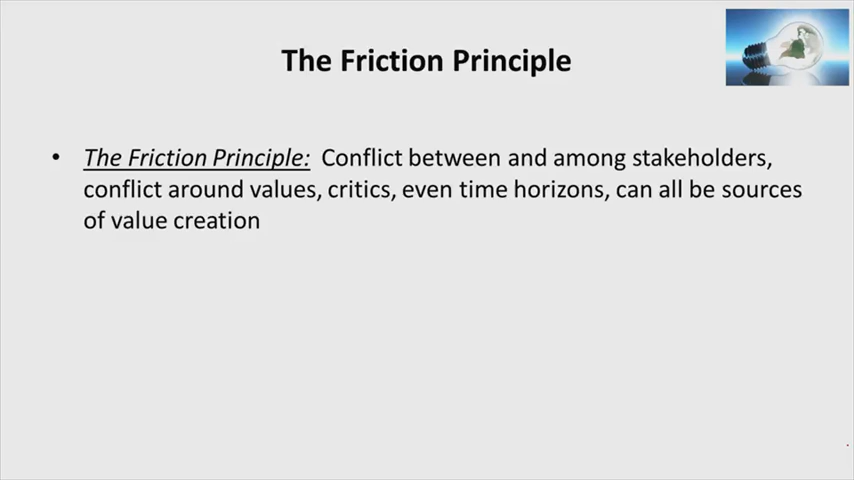 The Friction Principle
• The Friction Principle: Conflict between and among stakeholders,
conflict around values, critics, even time horizons, can all be sources
of value creation